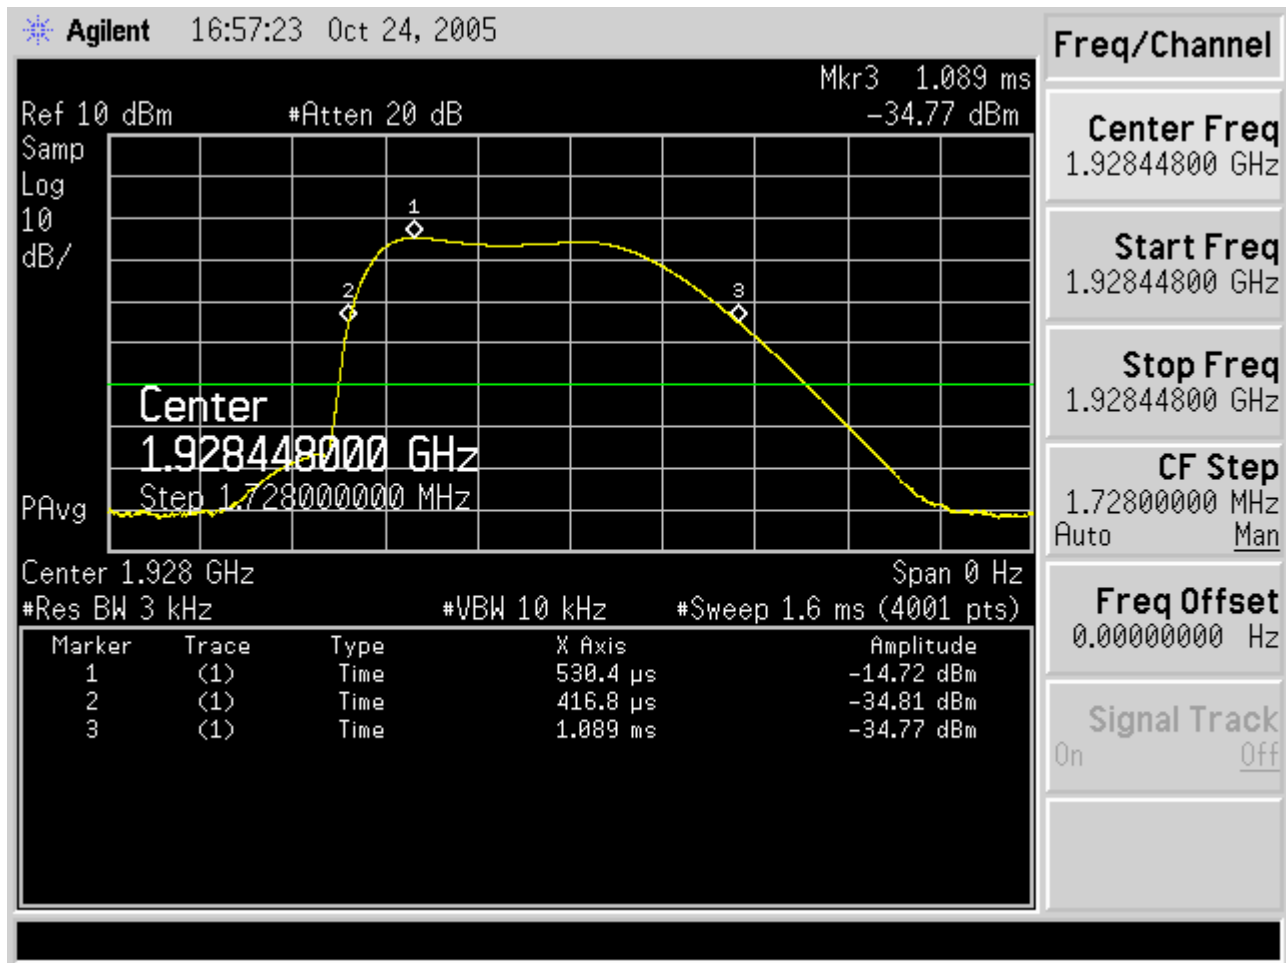 Agilent 16:57:23 Oct 24, 2005
Mkr3 1.089 ms
Ref 10 dBm #Atten 20 dB -34.77 dBm
Samp
Log
10
dB/
1
2
3
Center
1.928448000 GHz
Step 1.728000000 MHz
PAvg
Center 1.928 GHz Span 0 Hz
#Res BW 3 kHz #VBW 10 kHz #Sweep 1.6 ms (4001 pts)
Marker Trace Type X Axis Amplitude
1 (1) Time 530.4 µs -14.72 dBm
2 (1) Time 416.8 µs -34.81 dBm
3 (1) Time 1.089 ms -34.77 dBm
Freq/Channel
Center Freq
1.92844800 GHz
Start Freq
1.92844800 GHz
Stop Freq
1.92844800 GHz
CF Step
1.72800000 MHz
Auto Man
Freq Offset
0.00000000 Hz
Signal Track
On Off